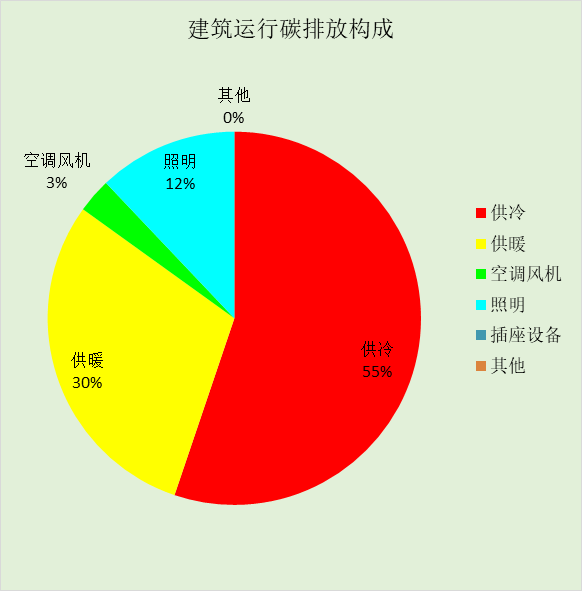 建筑运行碳排放构成
其他
0%
空调风机
3%
照明
12%
供暖
30%
供冷
55%
供冷
供暖
空调风机
照明
插座设备
其他